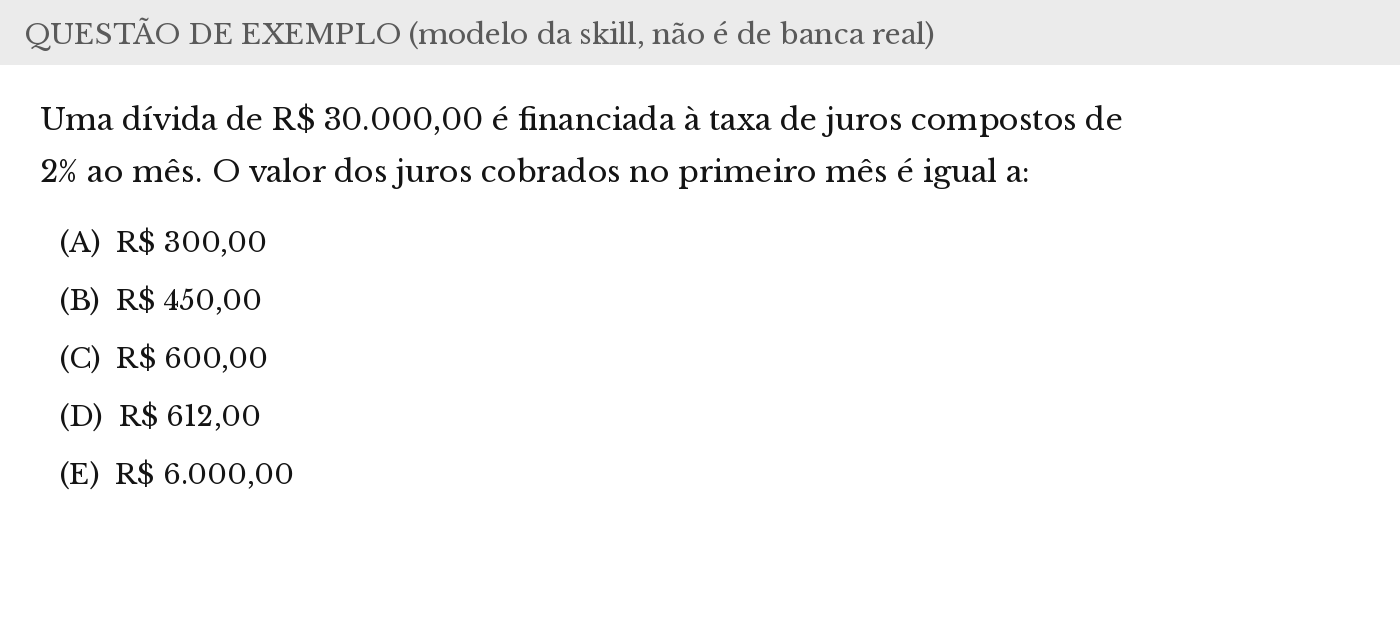 QUESTÃO DE EXEMPLO (modelo da skill, não é de banca real)
Uma dívida de R$ 30.000,00 é financiada à taxa de juros compostos de
2% ao mês. O valor dos juros cobrados no primeiro mês é igual a:
(A) R$ 300,00
(B) R$ 450,00
(C) R$ 600,00
(D) R$ 612,00
(E) R$ 6.000,00